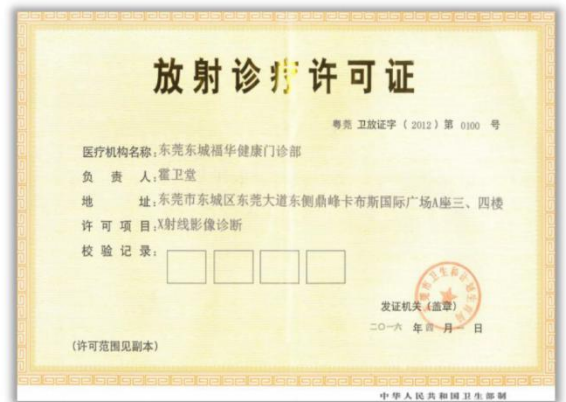 放射诊疗许可证
粤莞 卫放证字（2012）第 0100 号
医疗机构名称：东莞东城福华健康门诊部
负责人：霍卫堂
地址：东莞市东城区东莞大道东侧鼎峰卡布斯国际广场A座三、四楼
许可项目：X射线影像诊断
校验记录：
发证机关（盖章）
二〇一六 年 四 月 一 日
（许可范围见副本）
中华人民共和国卫生部制